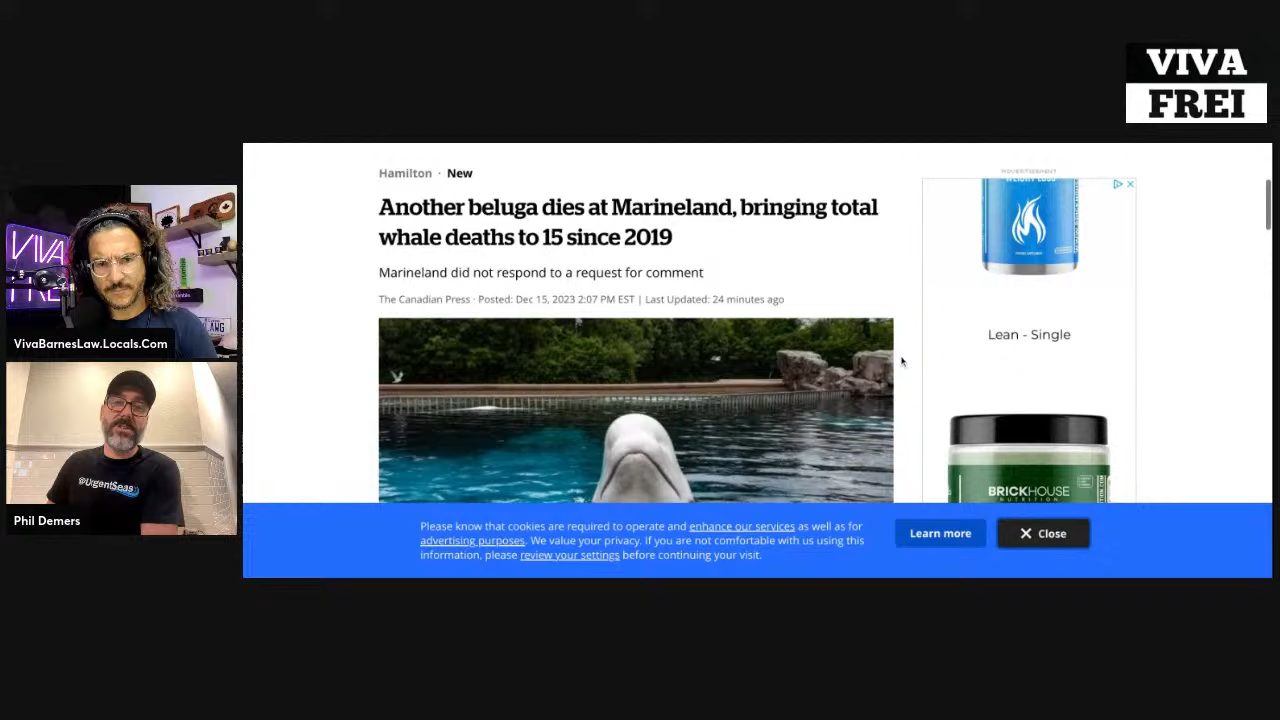 VIVA
FREI
Hamilton · New
Another beluga dies at Marineland, bringing total
whale deaths to 15 since 2019
Marineland did not respond to a request for comment
The Canadian Press · Posted: Dec 15, 2023 2:07 PM EST | Last Updated: 24 minutes ago
ADVERTISEMENT
WEIGHT LOSS
Lean - Single
BRICKHOUSE
NUTRITION
Please know that cookies are required to operate and enhance our services as well as for
advertising purposes. We value your privacy. If you are not comfortable with us using this
information, please review your settings before continuing your visit.
Learn more
Close
VIVA
VivaBarnesLaw.Locals.Com
@UrgentSeas
Phil Demers